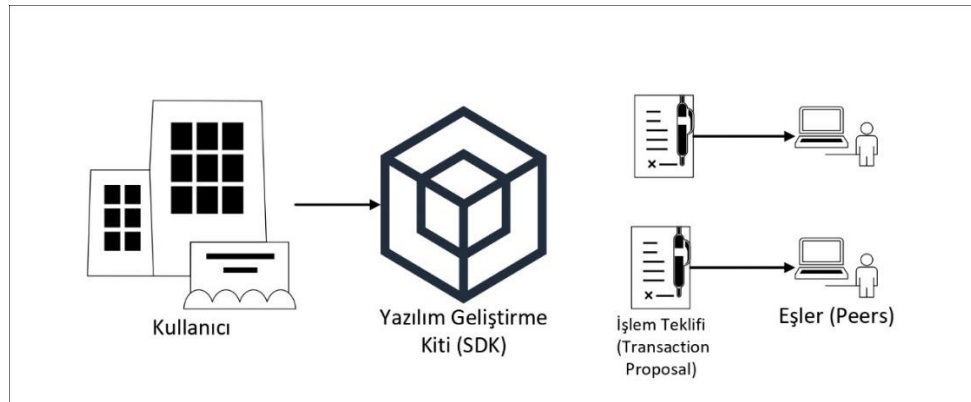 Kullanıcı
Yazılım Geliştirme
Kiti (SDK)
İşlem Teklifi
(Transaction
Proposal)
Eşler (Peers)